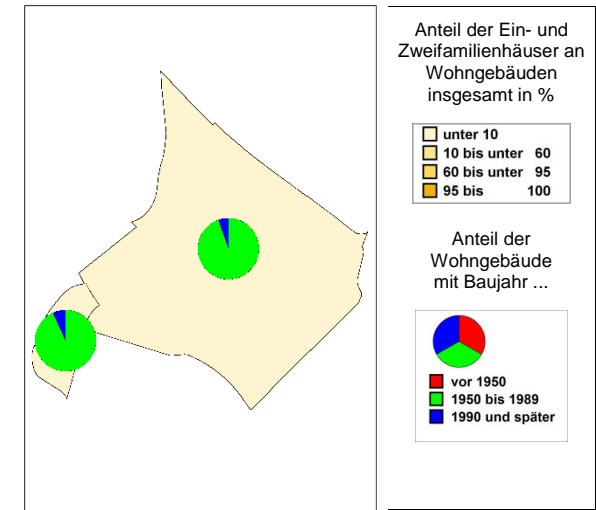 Anteil der Ein- und
Zweifamilienhäuser an
Wohngebäuden
insgesamt in %
unter 10
10 bis unter 60
60 bis unter 95
95 bis 100
Anteil der
Wohngebäude
mit Baujahr ...
vor 1950
1950 bis 1989
1990 und später